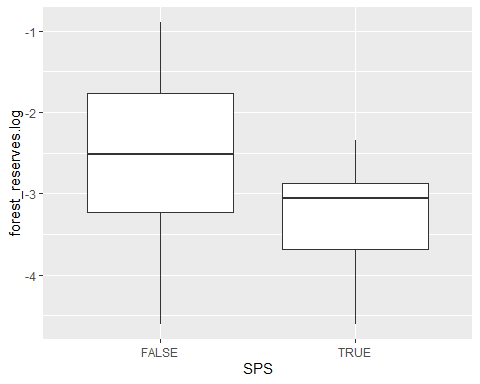 forest_reserves.log
-1
-2
-3
-4
FALSE
TRUE
SPS